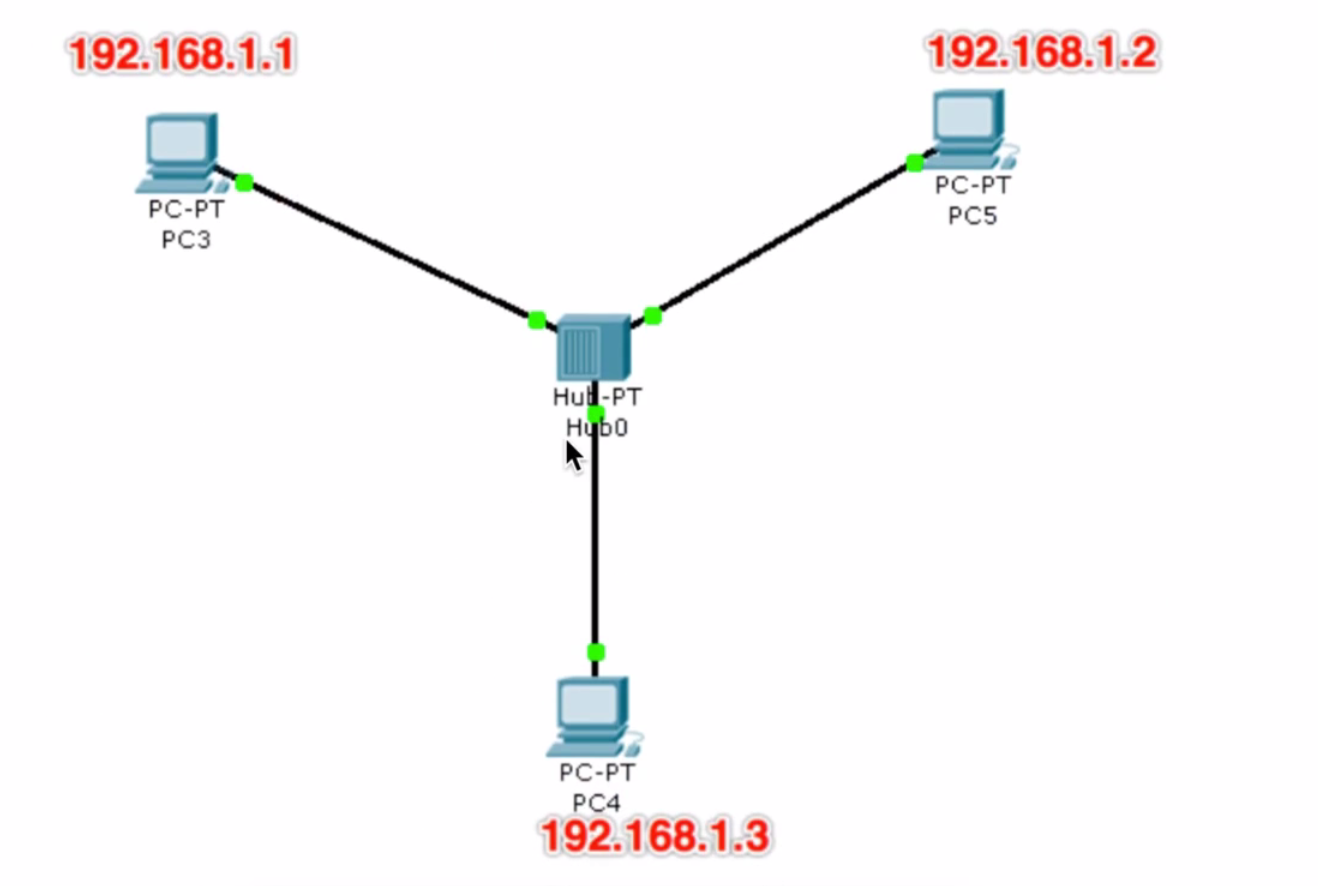 192.168.1.1
192.168.1.2
PC-PT
PC3
PC-PT
PC5
Hub-PT
Hub0
PC-PT
PC4
192.168.1.3